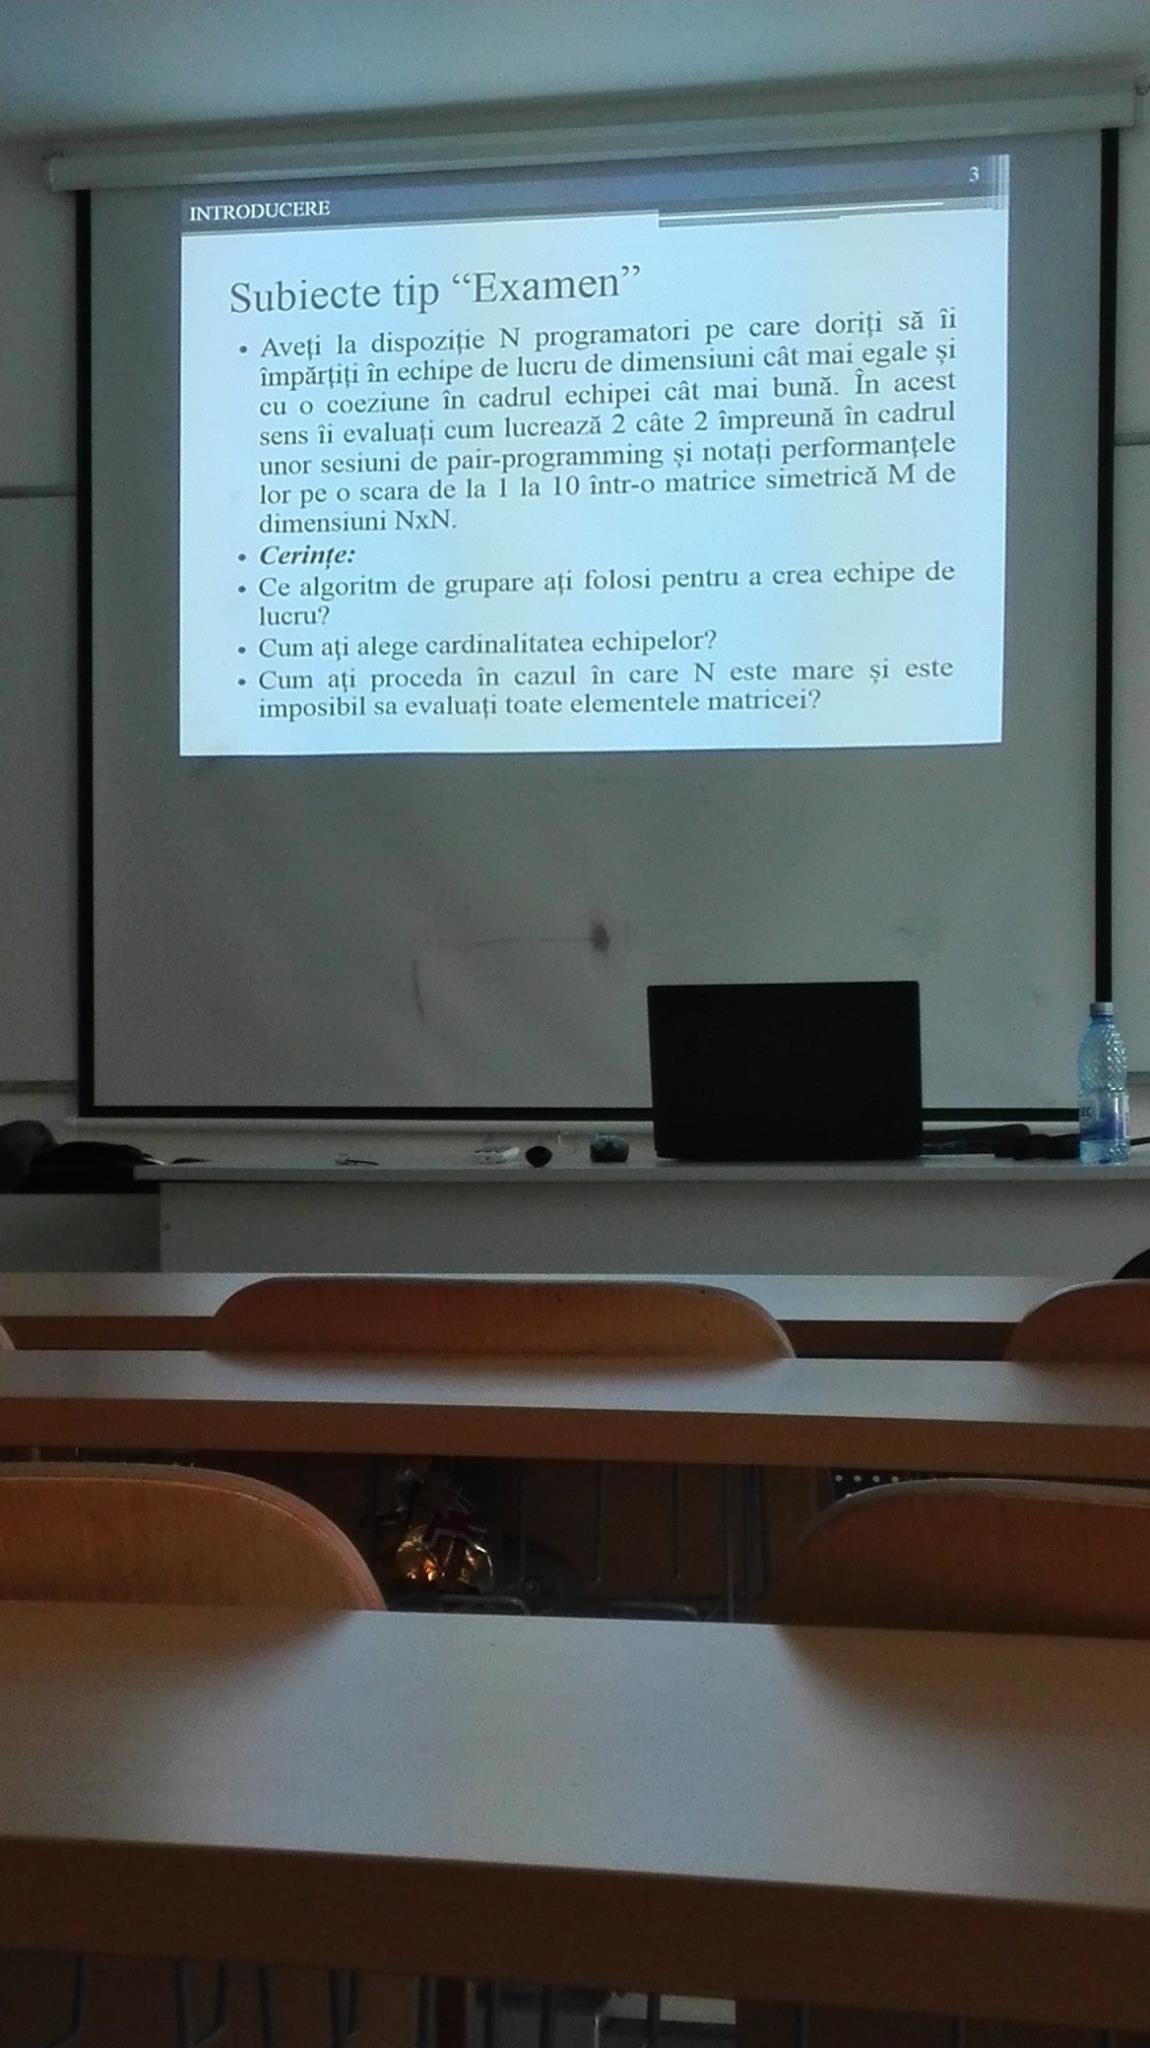 INTRODUCERE
3
Subiecte tip “Examen”
• Aveți la dispoziție N programatori pe care doriți să îi
împărțiți în echipe de lucru de dimensiuni cât mai egale și
cu o coeziune în cadrul echipei cât mai bună. În acest
sens îi evaluați cum lucrează 2 câte 2 împreună în cadrul
unor sesiuni de pair-programming și notați performanțele
lor pe o scara de la 1 la 10 într-o matrice simetrică M de
dimensiuni NxN.
• Cerințe:
• Ce algoritm de grupare ați folosi pentru a crea echipe de
lucru?
• Cum ați alege cardinalitatea echipelor?
• Cum ați proceda în cazul în care N este mare și este
imposibil sa evaluați toate elementele matricei?